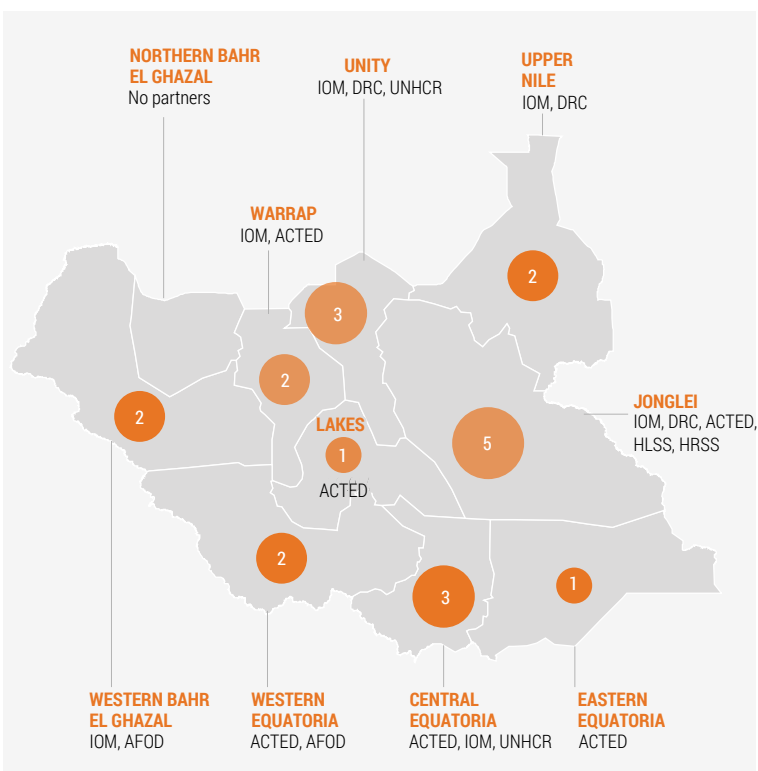 NORTHERN BAHR
EL GHAZAL
No partners
UNITY
IOM, DRC, UNHCR
UPPER
NILE
IOM, DRC
WARRAP
IOM, ACTED
2
3
2
2
JONGLEI
IOM, DRC, ACTED,
HLSS, HRSS
LAKES
1
ACTED
5
2
3
1
WESTERN BAHR
EL GHAZAL
IOM, AFOD
WESTERN
EQUATORIA
ACTED, AFOD
CENTRAL
EQUATORIA
ACTED, IOM, UNHCR
EASTERN
EQUATORIA
ACTED